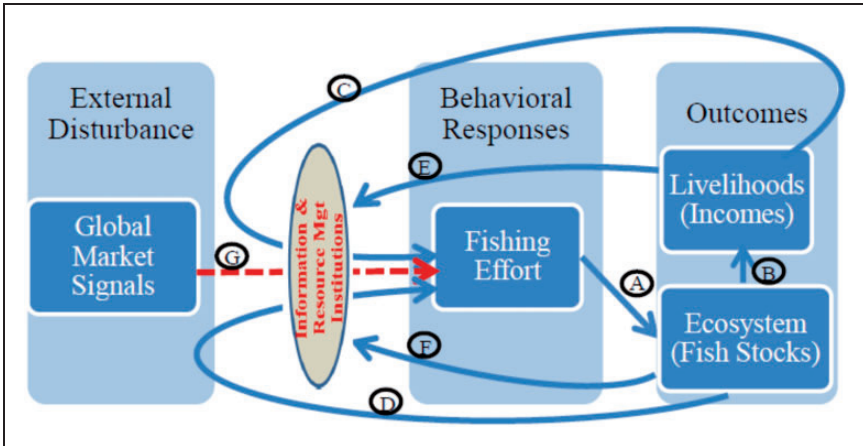 External
Disturbance
Behavioral
Responses
Outcomes
C
E
Global
Market
Signals
G
Information &
Resource Mgt
Institutions
Fishing
Effort
Livelihoods
(Incomes)
A
B
Ecosystem
(Fish Stocks)
F
D